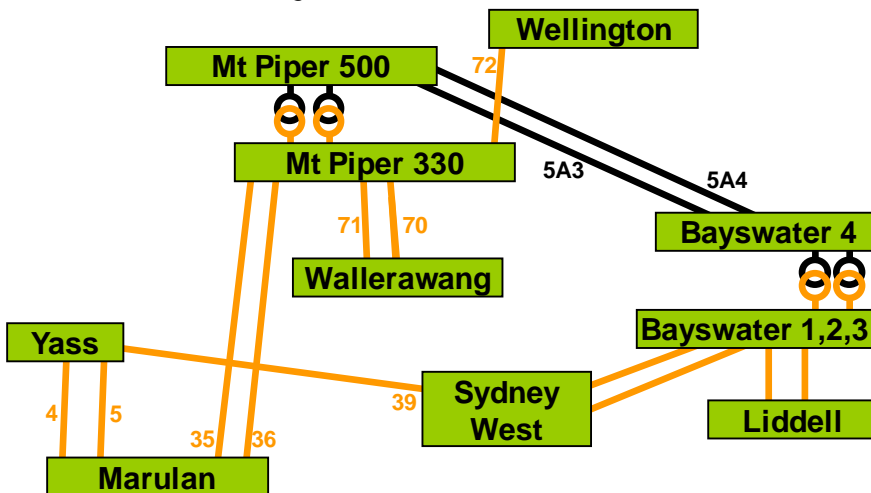 Wellington
Mt Piper 500
72
Mt Piper 330
5A3
5A4
71
70
Bayswater 4
Wallerawang
Bayswater 1,2,3
Yass
39
Sydney
West
Liddell
4
5
35
36
Marulan